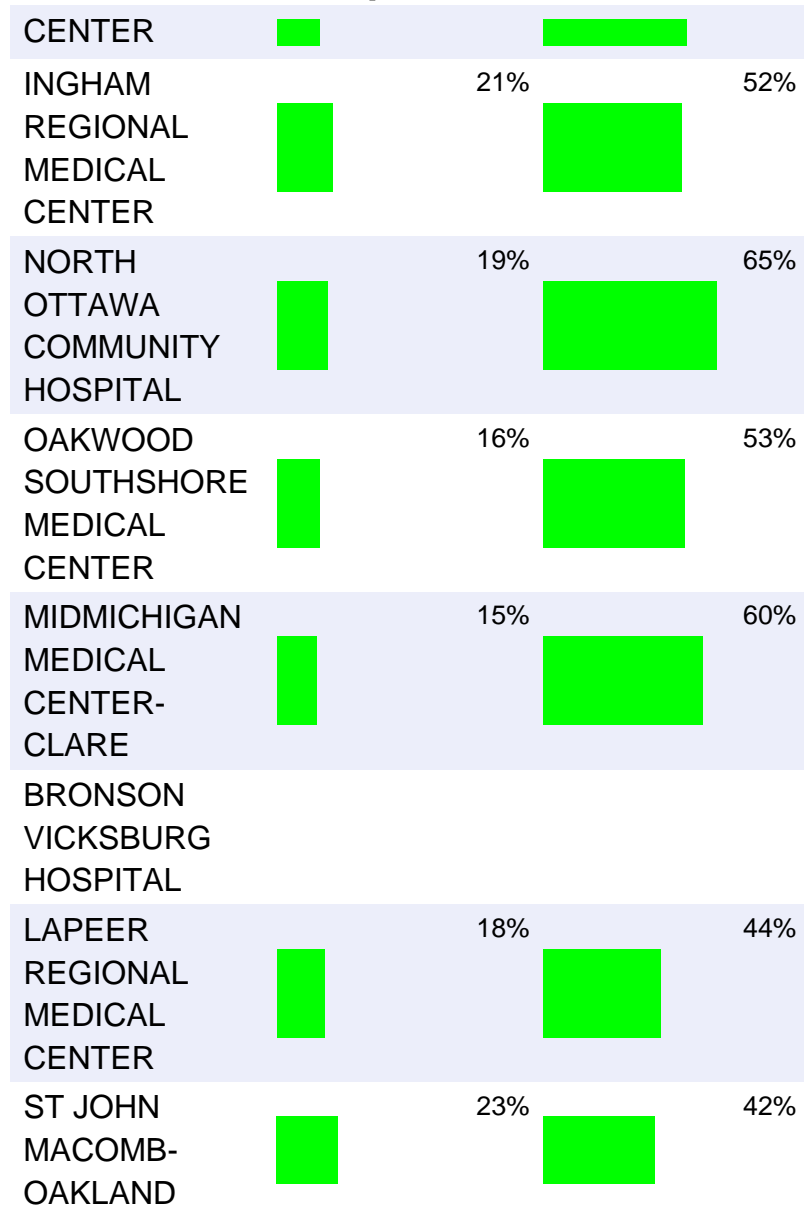 CENTER
INGHAM 21% 52%
REGIONAL
MEDICAL
CENTER
NORTH 19% 65%
OTTAWA
COMMUNITY
HOSPITAL
OAKWOOD 16% 53%
SOUTHSHORE
MEDICAL
CENTER
MIDMICHIGAN 15% 60%
MEDICAL
CENTER-
CLARE
BRONSON
VICKSBURG
HOSPITAL
LAPEER 18% 44%
REGIONAL
MEDICAL
CENTER
ST JOHN 23% 42%
MACOMB-
OAKLAND